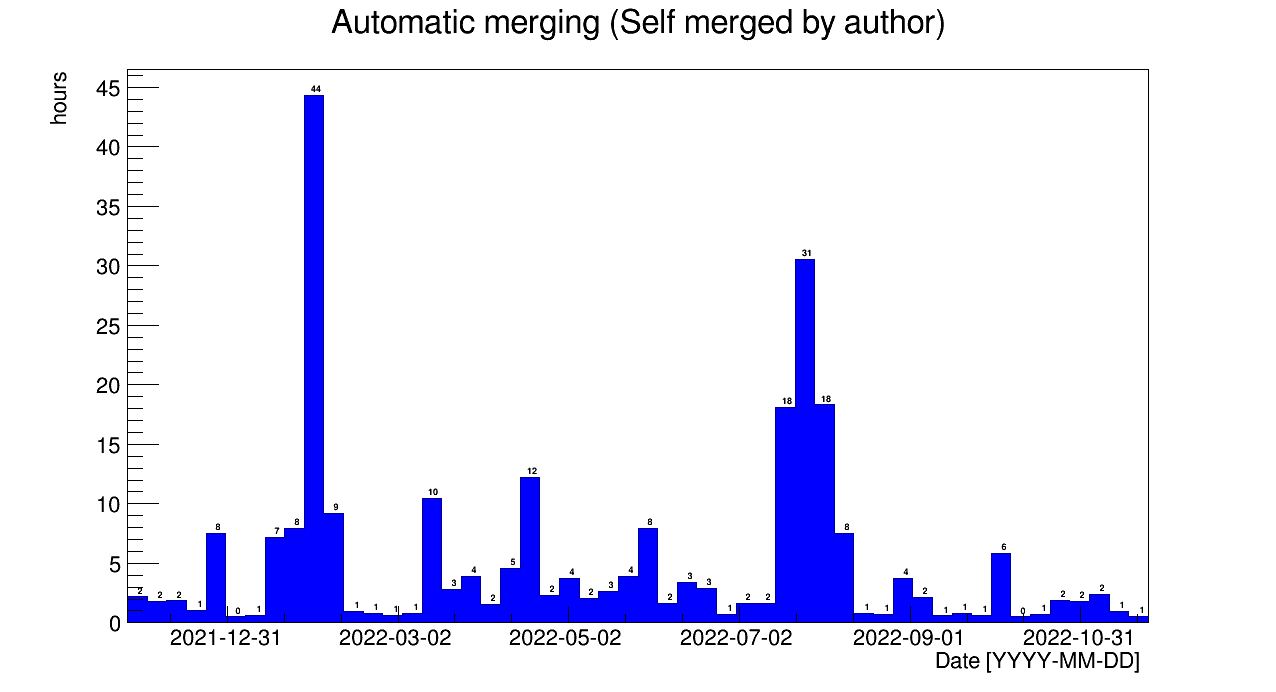 Automatic merging (Self merged by author)
hours
45
40
35
30
25
20
15
10
5
0
2 2 2 1 8 0 1 7 8 44 9 1 1 1 1 10 3 4 2 5 12 2 4 2 3 4 8 2 3 3 1 2 2 18 31 18 8 1 1 4 2 1 1 1 6 0 1 2 2 2 1 1
2021-12-31 2022-03-02 2022-05-02 2022-07-02 2022-09-01 2022-10-31
Date [YYYY-MM-DD]